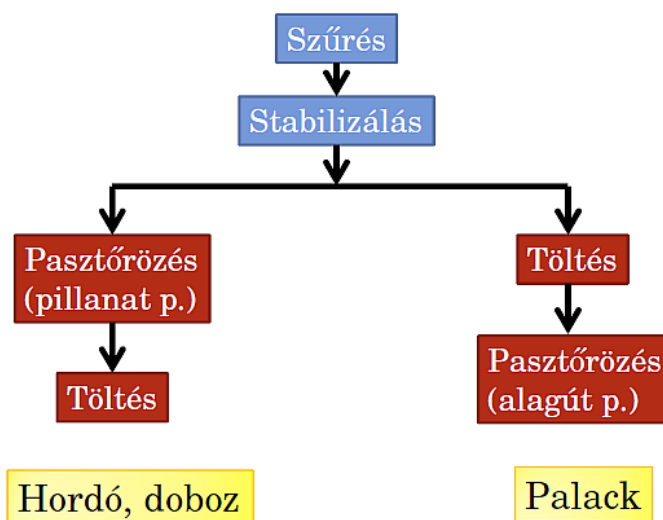 Szűrés
Stabilizálás
Pasztőrözés
(pillanat p.)
Töltés
Hordó, doboz
Töltés
Pasztőrözés
(alagút p.)
Palack